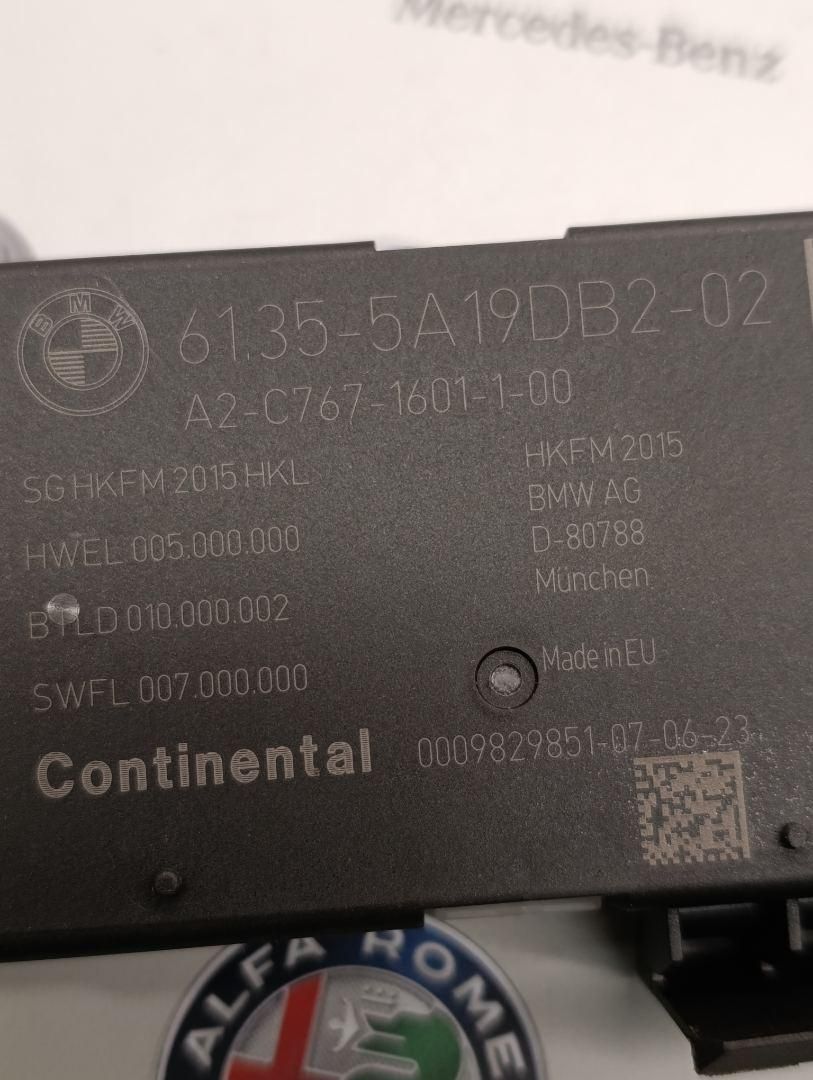 Mercedes-Benz
BMW
61.35-5A19DB2-02
A2-C767-1601-1-00
SG HKFM 2015 HKL
HWEL 005.000.000
BTLD 010.000.002
SWFL 007.000.000
HKFM 2015
BMW AG
D-80788
München
Made in EU
Continental
0009829851-07-06-23
ALFA ROMEO